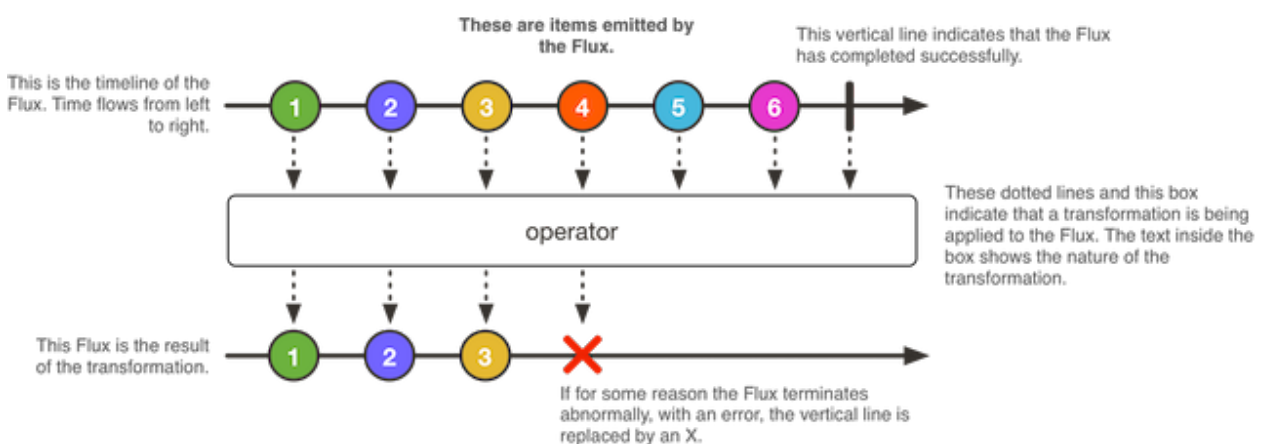 These are items emitted by
the Flux.
This vertical line indicates that the Flux
has completed successfully.
This is the timeline of the
Flux. Time flows from left
to right.
1 2 3 4 5 6
operator
These dotted lines and this box
indicate that a transformation is being
applied to the Flux. The text inside the
box shows the nature of the
transformation.
This Flux is the result
of the transformation.
1 2 3
If for some reason the Flux terminates
abnormally, with an error, the vertical line is
replaced by an X.